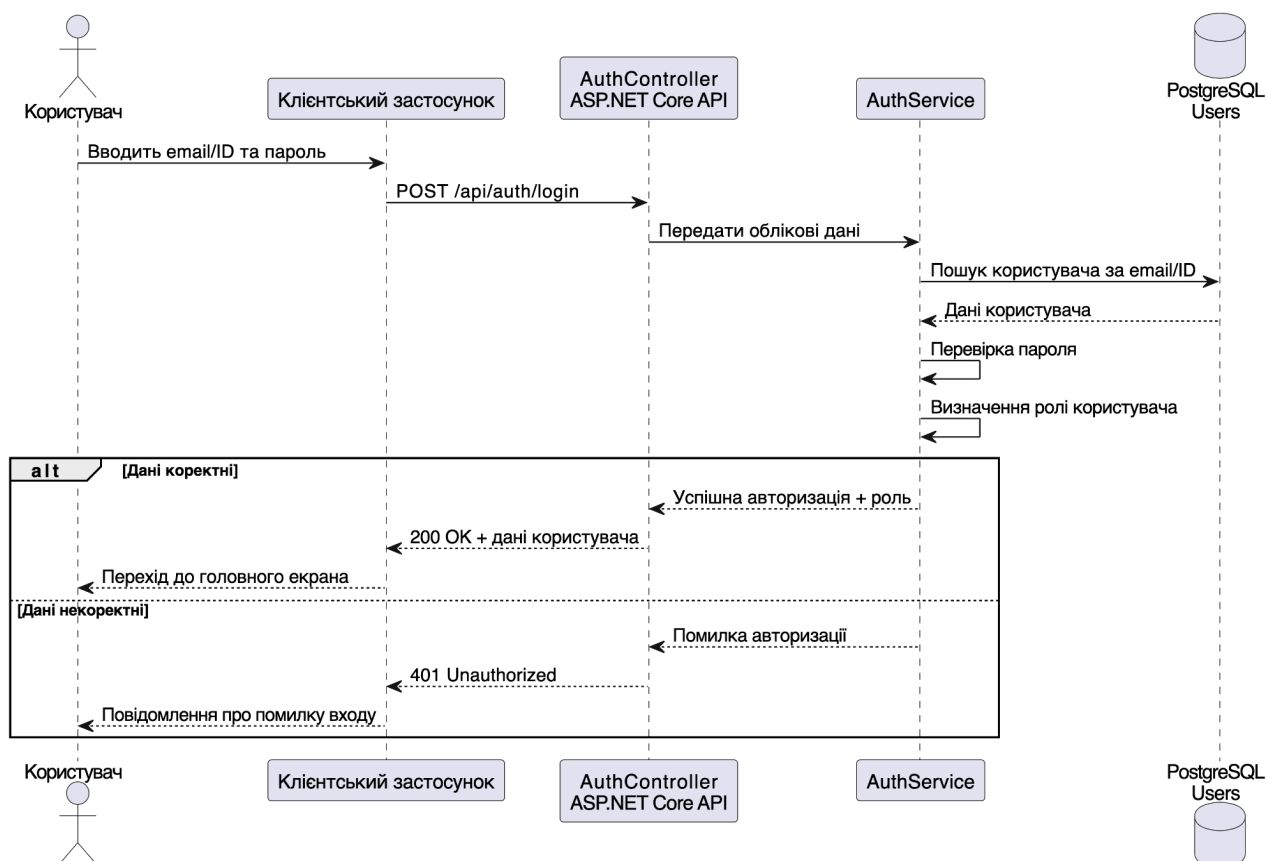 Користувач
Клієнтський застосунок
AuthController
ASP.NET Core API
AuthService
PostgreSQL
Users
Вводить email/ID та пароль
POST /api/auth/login
Передати облікові дані
Пошук користувача за email/ID
Дані користувача
Перевірка пароля
Визначення ролі користувача
alt [Дані коректні]
Успішна авторизація + роль
200 OK + дані користувача
Перехід до головного екрана
[Дані некоректні]
Помилка авторизації
401 Unauthorized
Повідомлення про помилку входу
Користувач
Клієнтський застосунок
AuthController
ASP.NET Core API
AuthService
PostgreSQL
Users